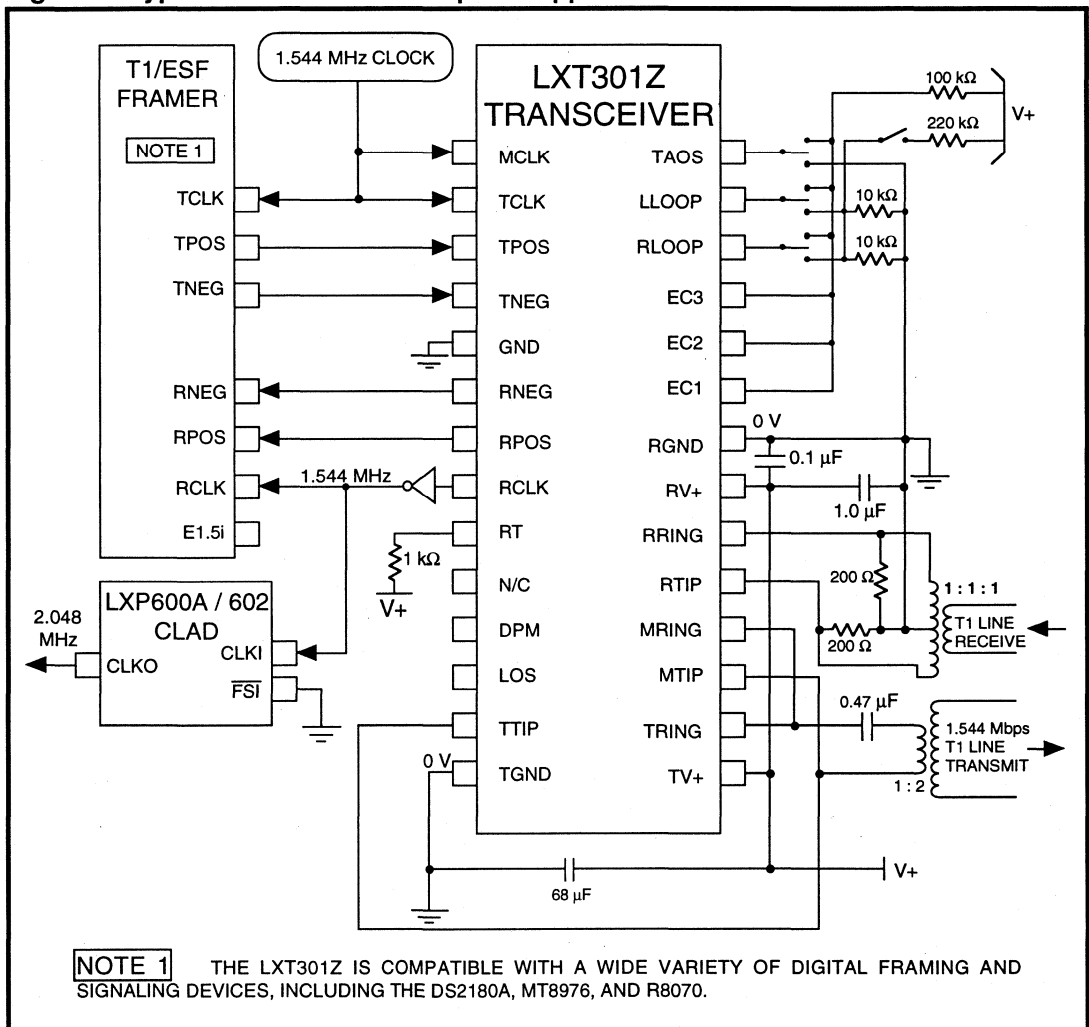 1.544 MHz CLOCK
T1/ESF
FRAMER
NOTE 1
TCLK
TPOS
TNEG
RNEG
RPOS
RCLK
E1.5i
1.544 MHz
LXT301Z
TRANSCEIVER
MCLK
TCLK
TPOS
TNEG
GND
RNEG
RPOS
RCLK
RT
N/C
DPM
LOS
TTIP
TGND
TAOS
LLOOP
RLOOP
EC3
EC2
EC1
RGND
RV+
RRING
RTIP
MRING
MTIP
TRING
TV+
100 kΩ
220 kΩ
V+
10 kΩ
10 kΩ
0 V
0.1 µF
1.0 µF
200 Ω
200 Ω
1 : 1 : 1
T1 LINE
RECEIVE
0.47 µF
1.544 Mbps
T1 LINE
TRANSMIT
1 : 2
1 kΩ
V+
2.048
MHz
LXP600A / 602
CLAD
CLKI
CLKO
FSI
0 V
68 µF
V+
NOTE 1 THE LXT301Z IS COMPATIBLE WITH A WIDE VARIETY OF DIGITAL FRAMING AND
SIGNALING DEVICES, INCLUDING THE DS2180A, MT8976, AND R8070.